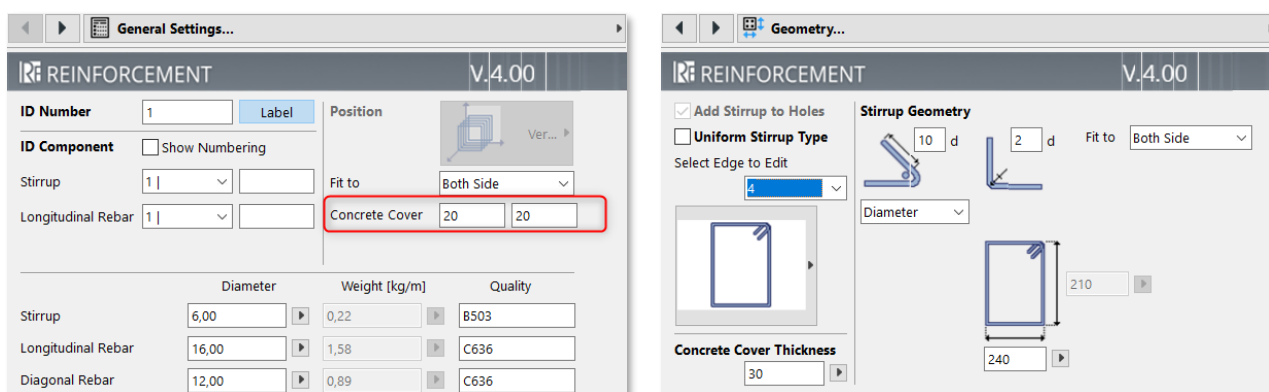 General Settings...
REINFORCEMENT V.4.00
ID Number 1 Label Position
Ver...
ID Component Show Numbering
Stirrup 1 | Fit to Both Side
Longitudinal Rebar 1 | Concrete Cover 20 20
Diameter Weight [kg/m] Quality
Stirrup 6,00 0,22 B503
Longitudinal Rebar 16,00 1,58 C636
Diagonal Rebar 12,00 0,89 C636
Geometry...
REINFORCEMENT V.4.00
Add Stirrup to Holes Stirrup Geometry
Uniform Stirrup Type 10 d 2 d Fit to Both Side
Select Edge to Edit
4
Diameter
210
Concrete Cover Thickness
240
30